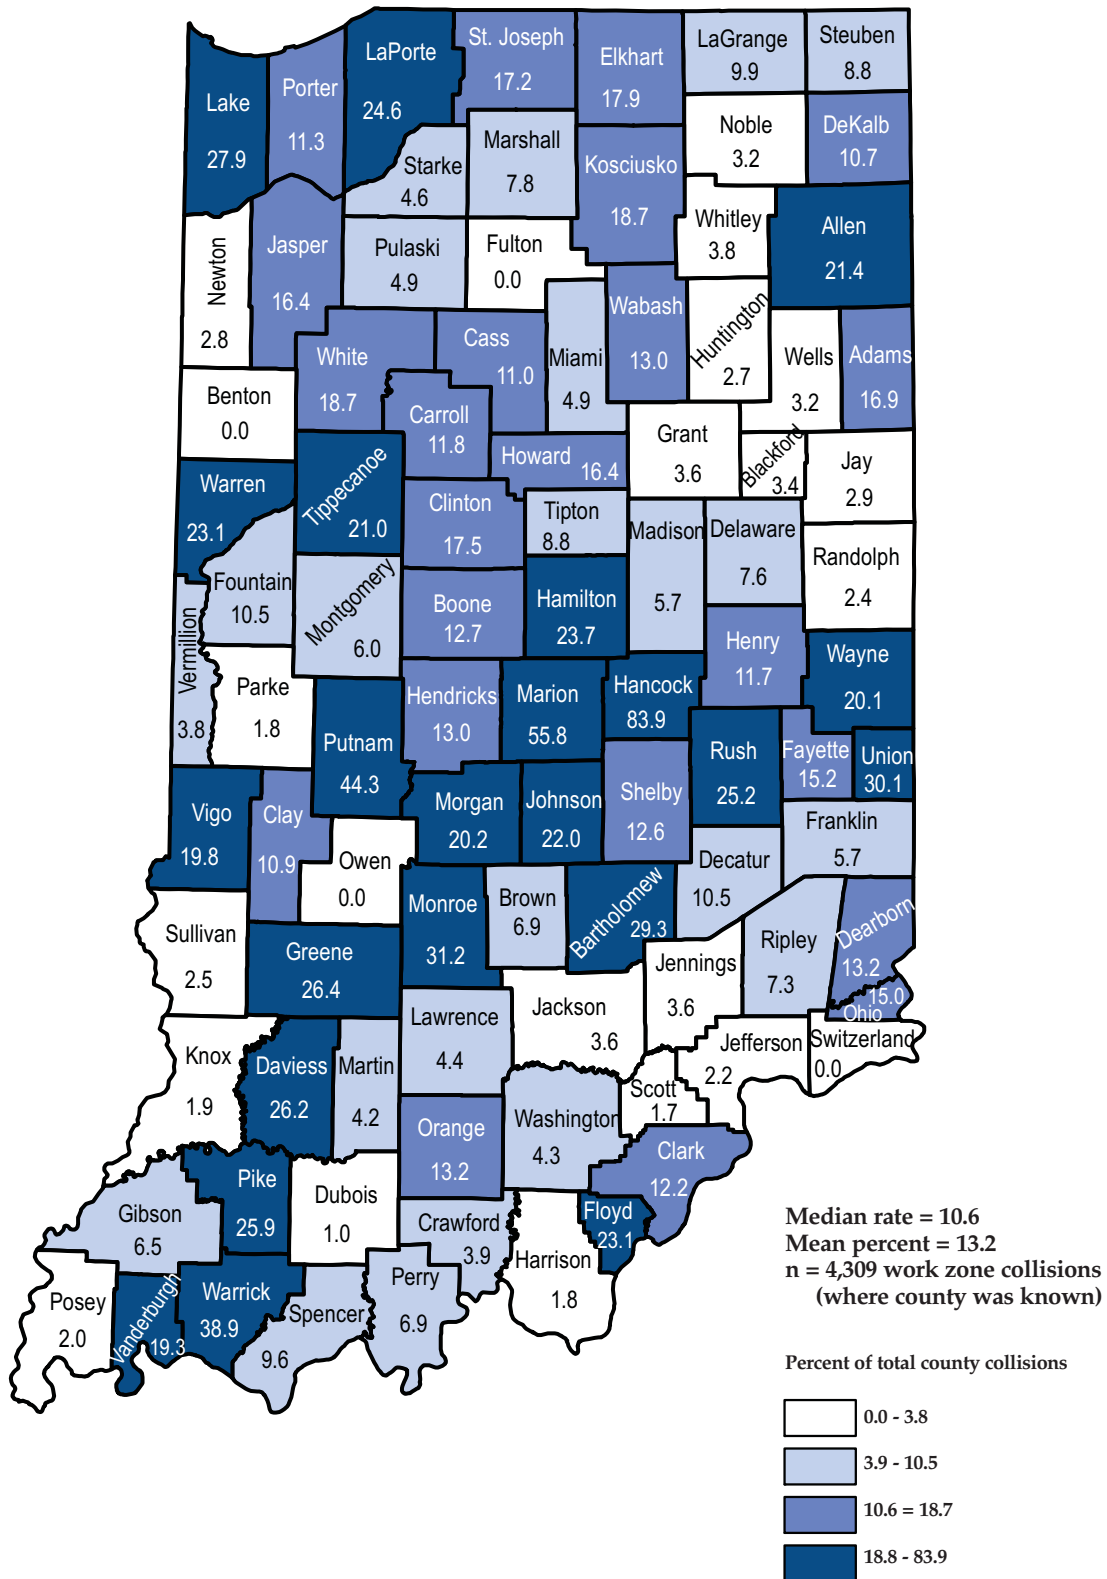 LaPorte
24.6
St. Joseph
17.2
Elkhart
17.9
LaGrange
9.9
Steuben
8.8
Lake
27.9
Porter
11.3
Noble
3.2
DeKalb
10.7
Starke
4.6
Marshall
7.8
Kosciusko
18.7
Whitley
3.8
Allen
21.4
Newton
2.8
Jasper
16.4
Pulaski
4.9
Fulton
0.0
White
18.7
Cass
11.0
Miami
4.9
Wabash
13.0
Huntington
2.7
Wells
3.2
Adams
16.9
Benton
0.0
Carroll
11.8
Howard
16.4
Grant
3.6
Blackford
3.4
Jay
2.9
Warren
23.1
Tippecanoe
21.0
Clinton
17.5
Tipton
8.8
Madison
5.7
Delaware
7.6
Randolph
2.4
Fountain
10.5
Montgomery
6.0
Boone
12.7
Hamilton
23.7
Henry
11.7
Wayne
20.1
Vermillion
3.8
Parke
1.8
Putnam
44.3
Hendricks
13.0
Marion
55.8
Hancock
83.9
Rush
25.2
Fayette
15.2
Union
30.1
Vigo
19.8
Clay
10.9
Morgan
20.2
Johnson
22.0
Shelby
12.6
Franklin
5.7
Owen
0.0
Monroe
31.2
Brown
6.9
Bartholomew
29.3
Decatur
10.5
Sullivan
2.5
Greene
26.4
Jennings
3.6
Ripley
7.3
Dearborn
13.2
15.0
Ohio
Jackson
3.6
Lawrence
4.4
Knox
1.9
Daviess
26.2
Martin
4.2
Jefferson
2.2
Switzerland
0.0
Scott
1.7
Orange
13.2
Washington
4.3
Clark
12.2
Pike
25.9
Dubois
1.0
Gibson
6.5
Crawford
3.9
Floyd
23.1
Harrison
1.8
Perry
6.9
Posey
2.0
Vanderburgh
19.3
Warrick
38.9
Spencer
9.6
Median rate = 10.6
Mean percent = 13.2
n = 4,309 work zone collisions
(where county was known)
Percent of total county collisions
0.0 - 3.8
3.9 - 10.5
10.6 = 18.7
18.8 - 83.9